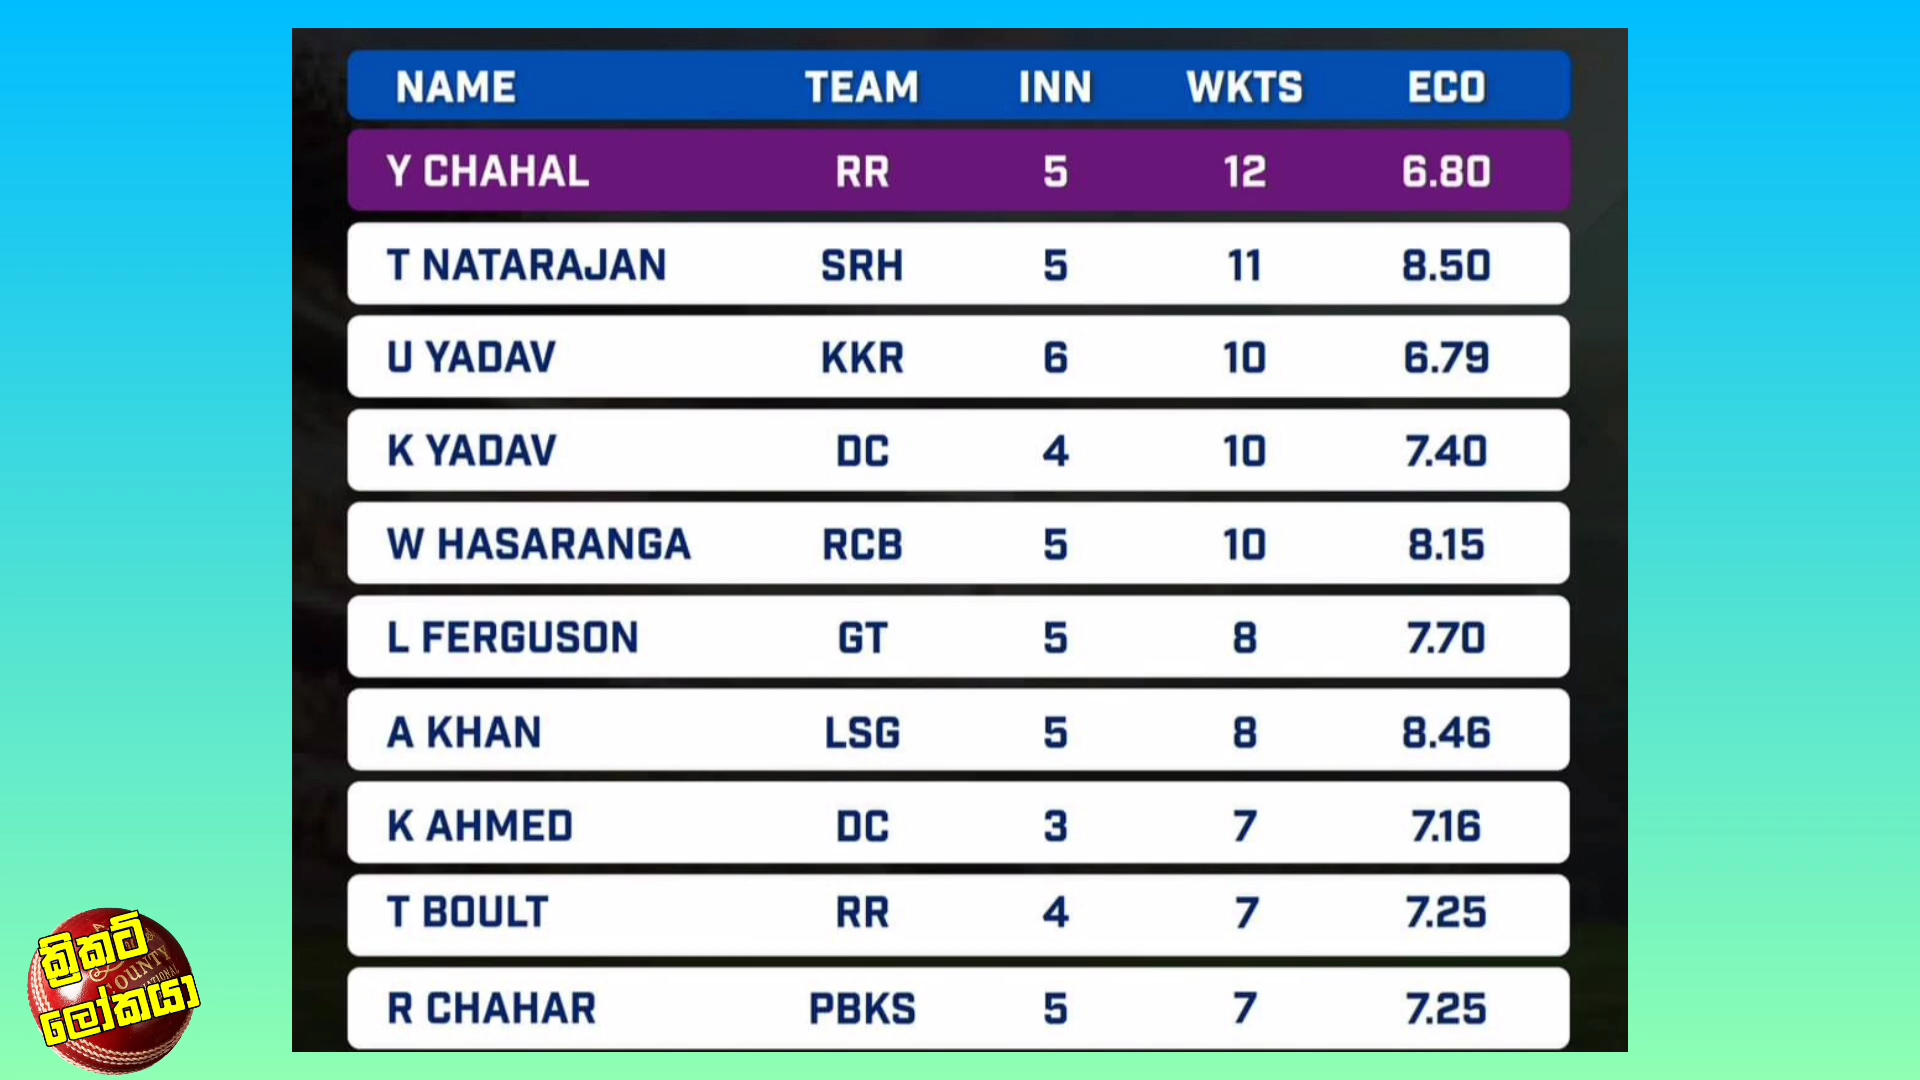 NAME TEAM INN WKTS ECO
Y CHAHAL RR 5 12 6.80
T NATARAJAN SRH 5 11 8.50
U YADAV KKR 6 10 6.79
K YADAV DC 4 10 7.40
W HASARANGA RCB 5 10 8.15
L FERGUSON GT 5 8 7.70
A KHAN LSG 5 8 8.46
K AHMED DC 3 7 7.16
T BOULT RR 4 7 7.25
R CHAHAR PBKS 5 7 7.25
ක්‍රිකට්
COUNTY
ලෝකයා